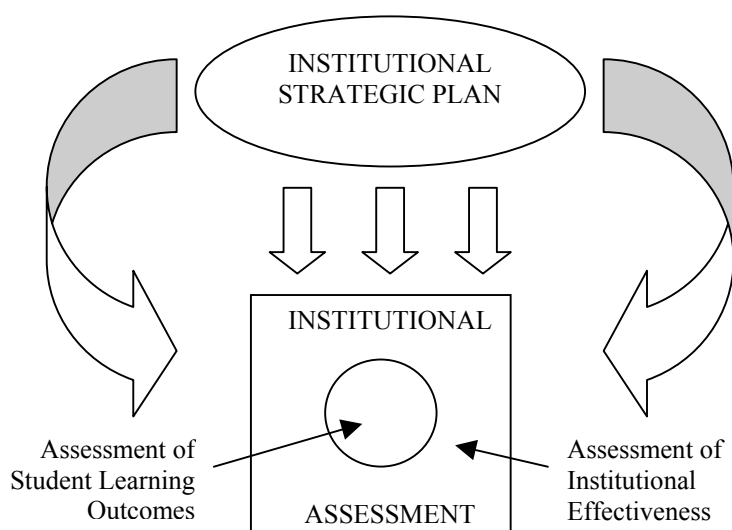 INSTITUTIONAL
STRATEGIC PLAN
INSTITUTIONAL
Assessment of
Student Learning
Outcomes
Assessment of
Institutional
Effectiveness
ASSESSMENT